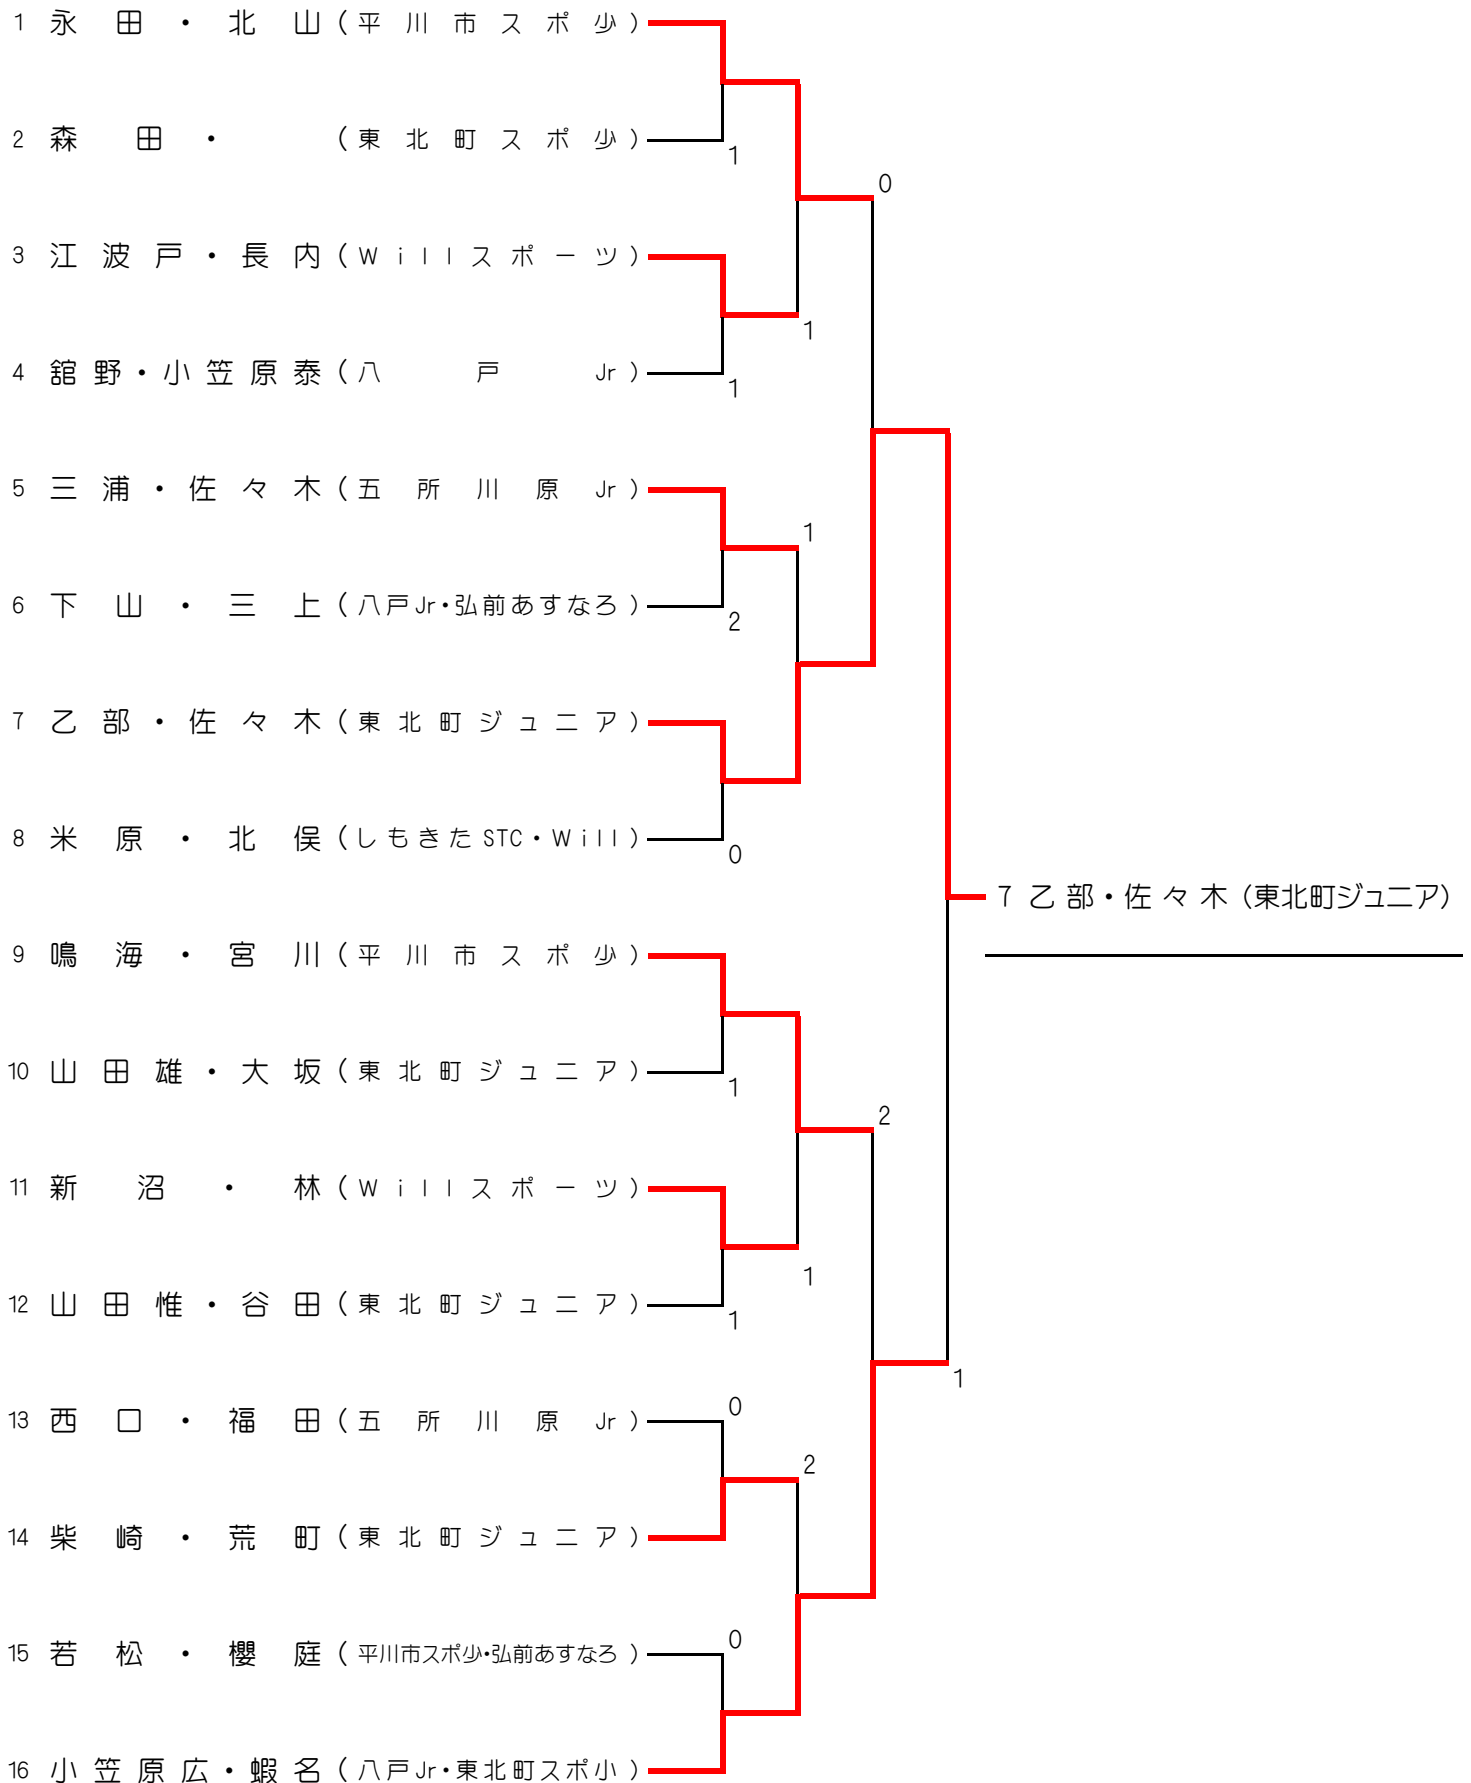 1 永田・北山(平川市スポ少)
2 森田・ (東北町スポ少)
1
0
3 江波戸・長内(Willスポーツ)
1
4 舘野・小笠原泰(八戸Jr)
1
5 三浦・佐々木(五所川原Jr)
1
6 下山・三上(八戸Jr・弘前あすなろ)
2
7 乙部・佐々木(東北町ジュニア)
8 米原・北俣(しもきたSTC・Will)
0
7 乙部・佐々木(東北町ジュニア)
9 鳴海・宮川(平川市スポ少)
10 山田雄・大坂(東北町ジュニア)
1
2
11 新沼・林(Willスポーツ)
1
12 山田惟・谷田(東北町ジュニア)
1
1
13 西口・福田(五所川原Jr)
0
2
14 柴崎・荒町(東北町ジュニア)
15 若松・櫻庭(平川市スポ少・弘前あすなろ)
0
16 小笠原広・蝦名(八戸Jr・東北町スポ小)